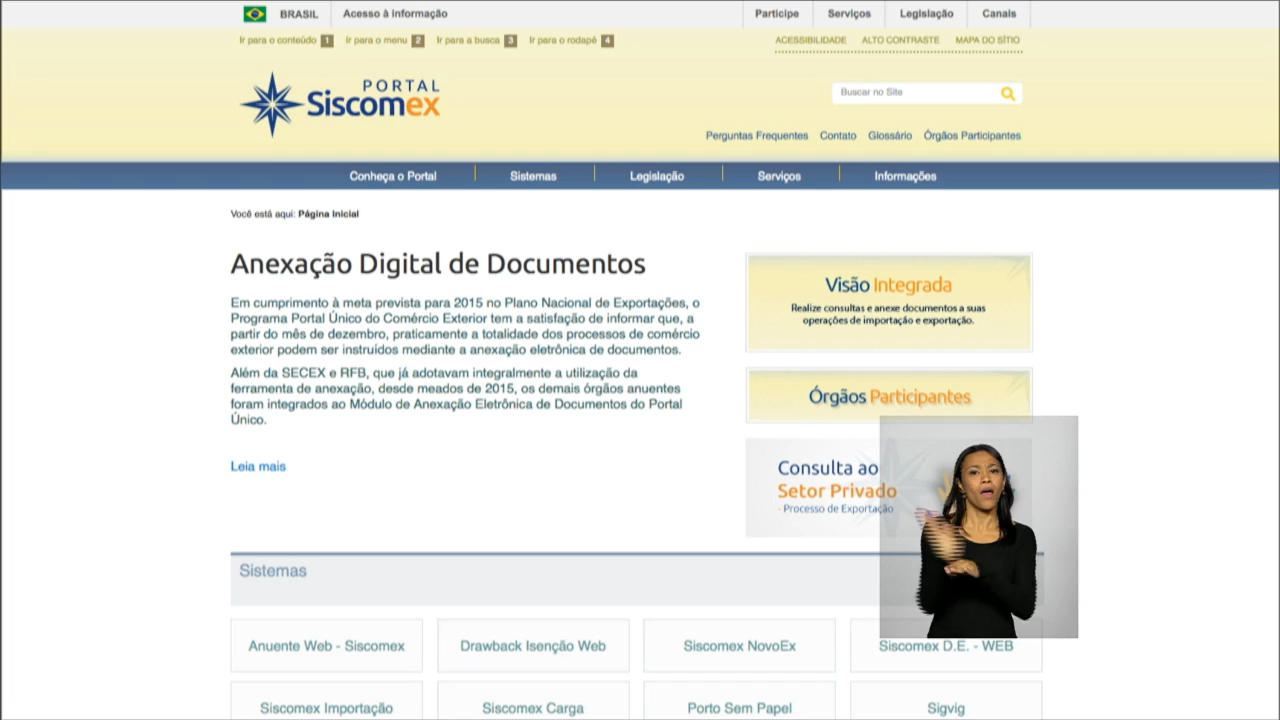 BRASIL Acesso à informação Participe Serviços Legislação Canais
Ir para o conteúdo 1 Ir para o menu 2 Ir para a busca 3 Ir para o rodapé 4 ACESSIBILIDADE ALTO CONTRASTE MAPA DO SÍTIO
PORTAL
Siscomex
Buscar no Site
Perguntas Frequentes Contato Glossário Órgãos Participantes
Conheça o Portal Sistemas Legislação Serviços Informações
Você está aqui: Página Inicial
Anexação Digital de Documentos
Em cumprimento à meta prevista para 2015 no Plano Nacional de Exportações, o
Programa Portal Único do Comércio Exterior tem a satisfação de informar que, a
partir do mês de dezembro, praticamente a totalidade dos processos de comércio
exterior podem ser instruídos mediante a anexação eletrônica de documentos.
Além da SECEX e RFB, que já adotavam integralmente a utilização da
ferramenta de anexação, desde meados de 2015, os demais órgãos anuentes
foram integrados ao Módulo de Anexação Eletrônica de Documentos do Portal
Único.
Leia mais
Visão Integrada
Realize consultas e anexe documentos a suas
operações de importação e exportação.
Órgãos Participantes
Consulta ao
Setor Privado
- Processo de Exportação
Sistemas
Anuente Web - Siscomex Drawback Isenção Web Siscomex NovoEx Siscomex D.E. - WEB
Siscomex Importação Siscomex Carga Porto Sem Papel Sigvig